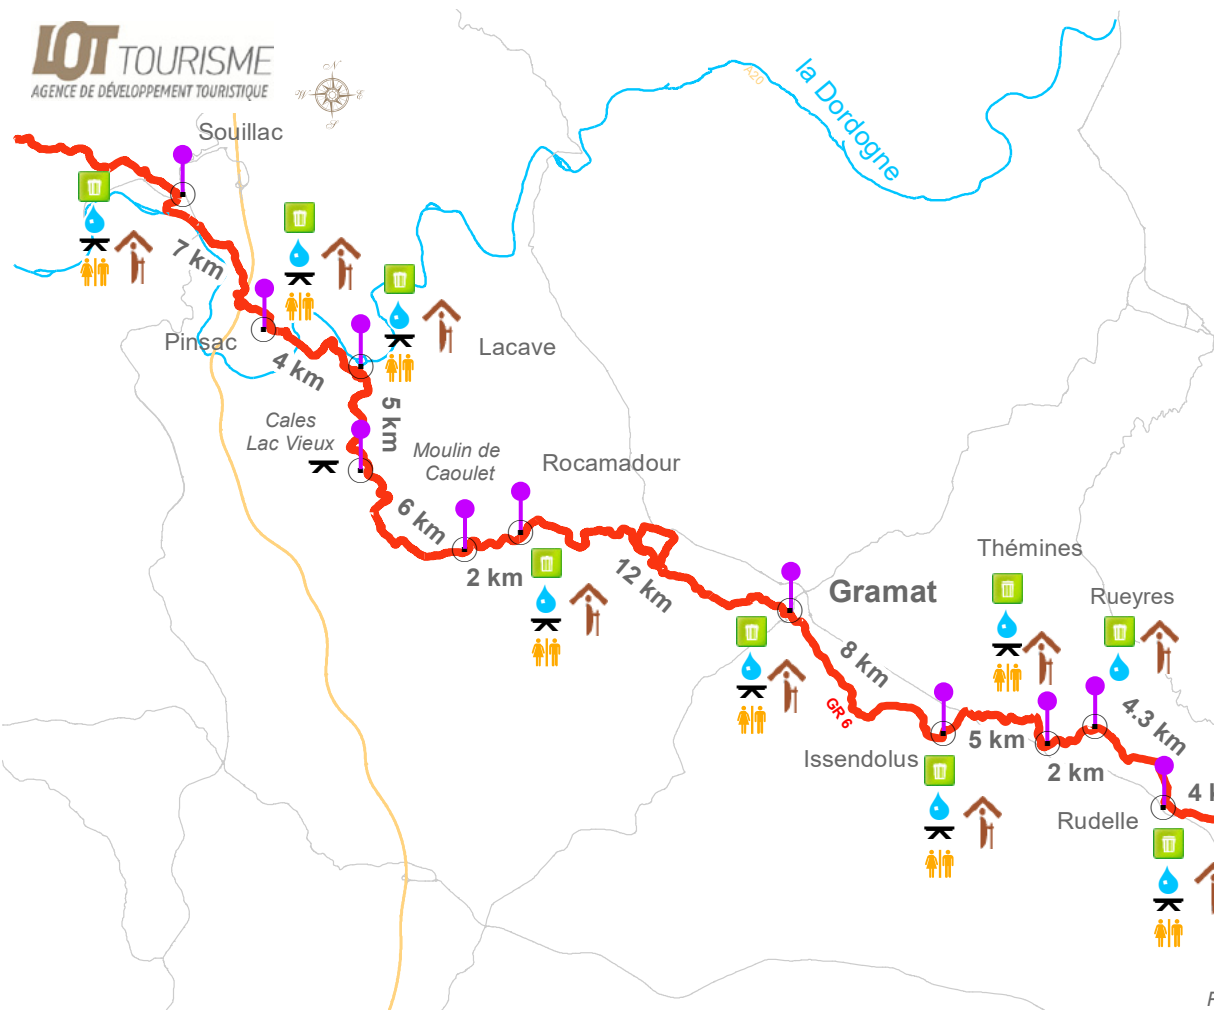 LOT TOURISME
AGENCE DE DÉVELOPPEMENT TOURISTIQUE
N
W
E
S
A20
la Dordogne
Souillac
7 km
Pinsac
4 km
Lacave
5 km
Cales
Lac Vieux
Moulin de
Caoulet
Rocamadour
6 km
2 km
12 km
Gramat
Thémines
Rueyres
8 km
GR 6
Issendolus
5 km
2 km
4.3 km
4 k
Rudelle